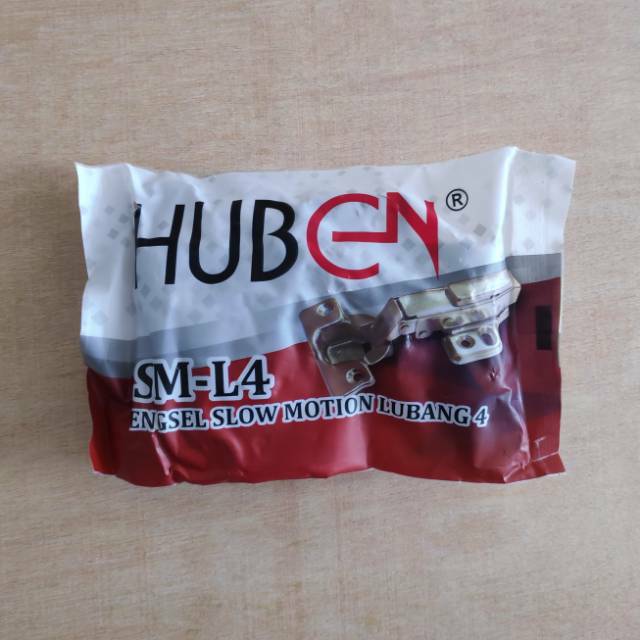 HUBEN®
SM-L4
ENGSEL SLOW MOTION LUBANG 4